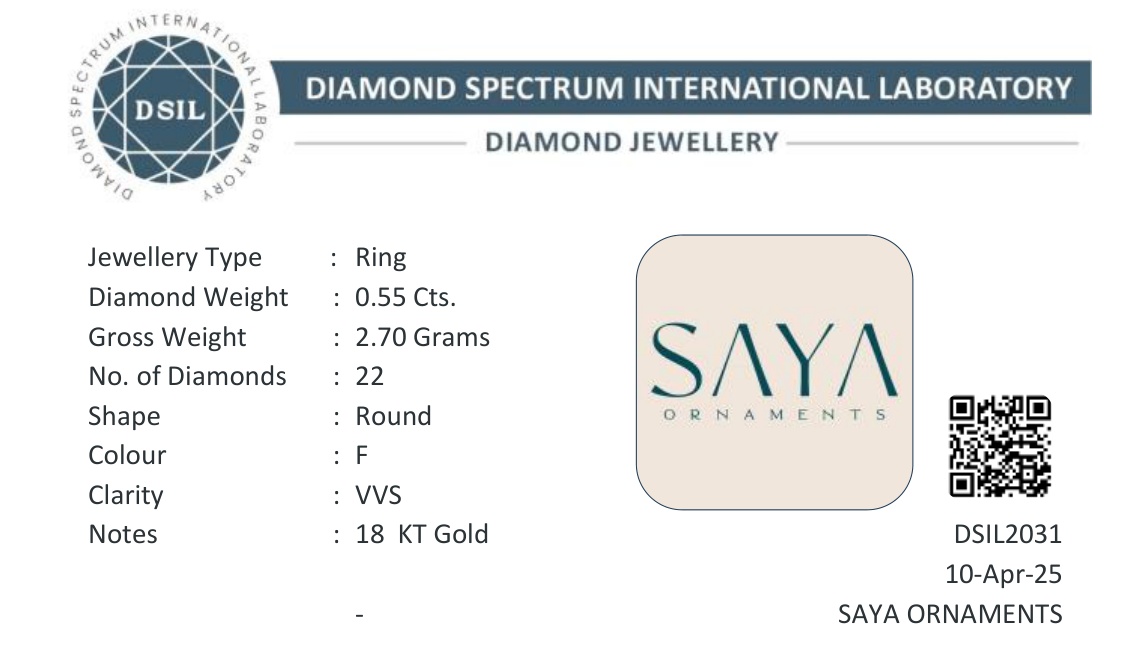 DIAMOND SPECTRUM INTERNATIONAL LABORATORY
DSIL
DIAMOND SPECTRUM INTERNATIONAL LABORATORY
DIAMOND JEWELLERY
Jewellery Type : Ring
Diamond Weight : 0.55 Cts.
Gross Weight : 2.70 Grams
No. of Diamonds : 22
Shape : Round
Colour : F
Clarity : VVS
Notes : 18 KT Gold
-
SAYA
ORNAMENTS
DSIL2031
10-Apr-25
SAYA ORNAMENTS